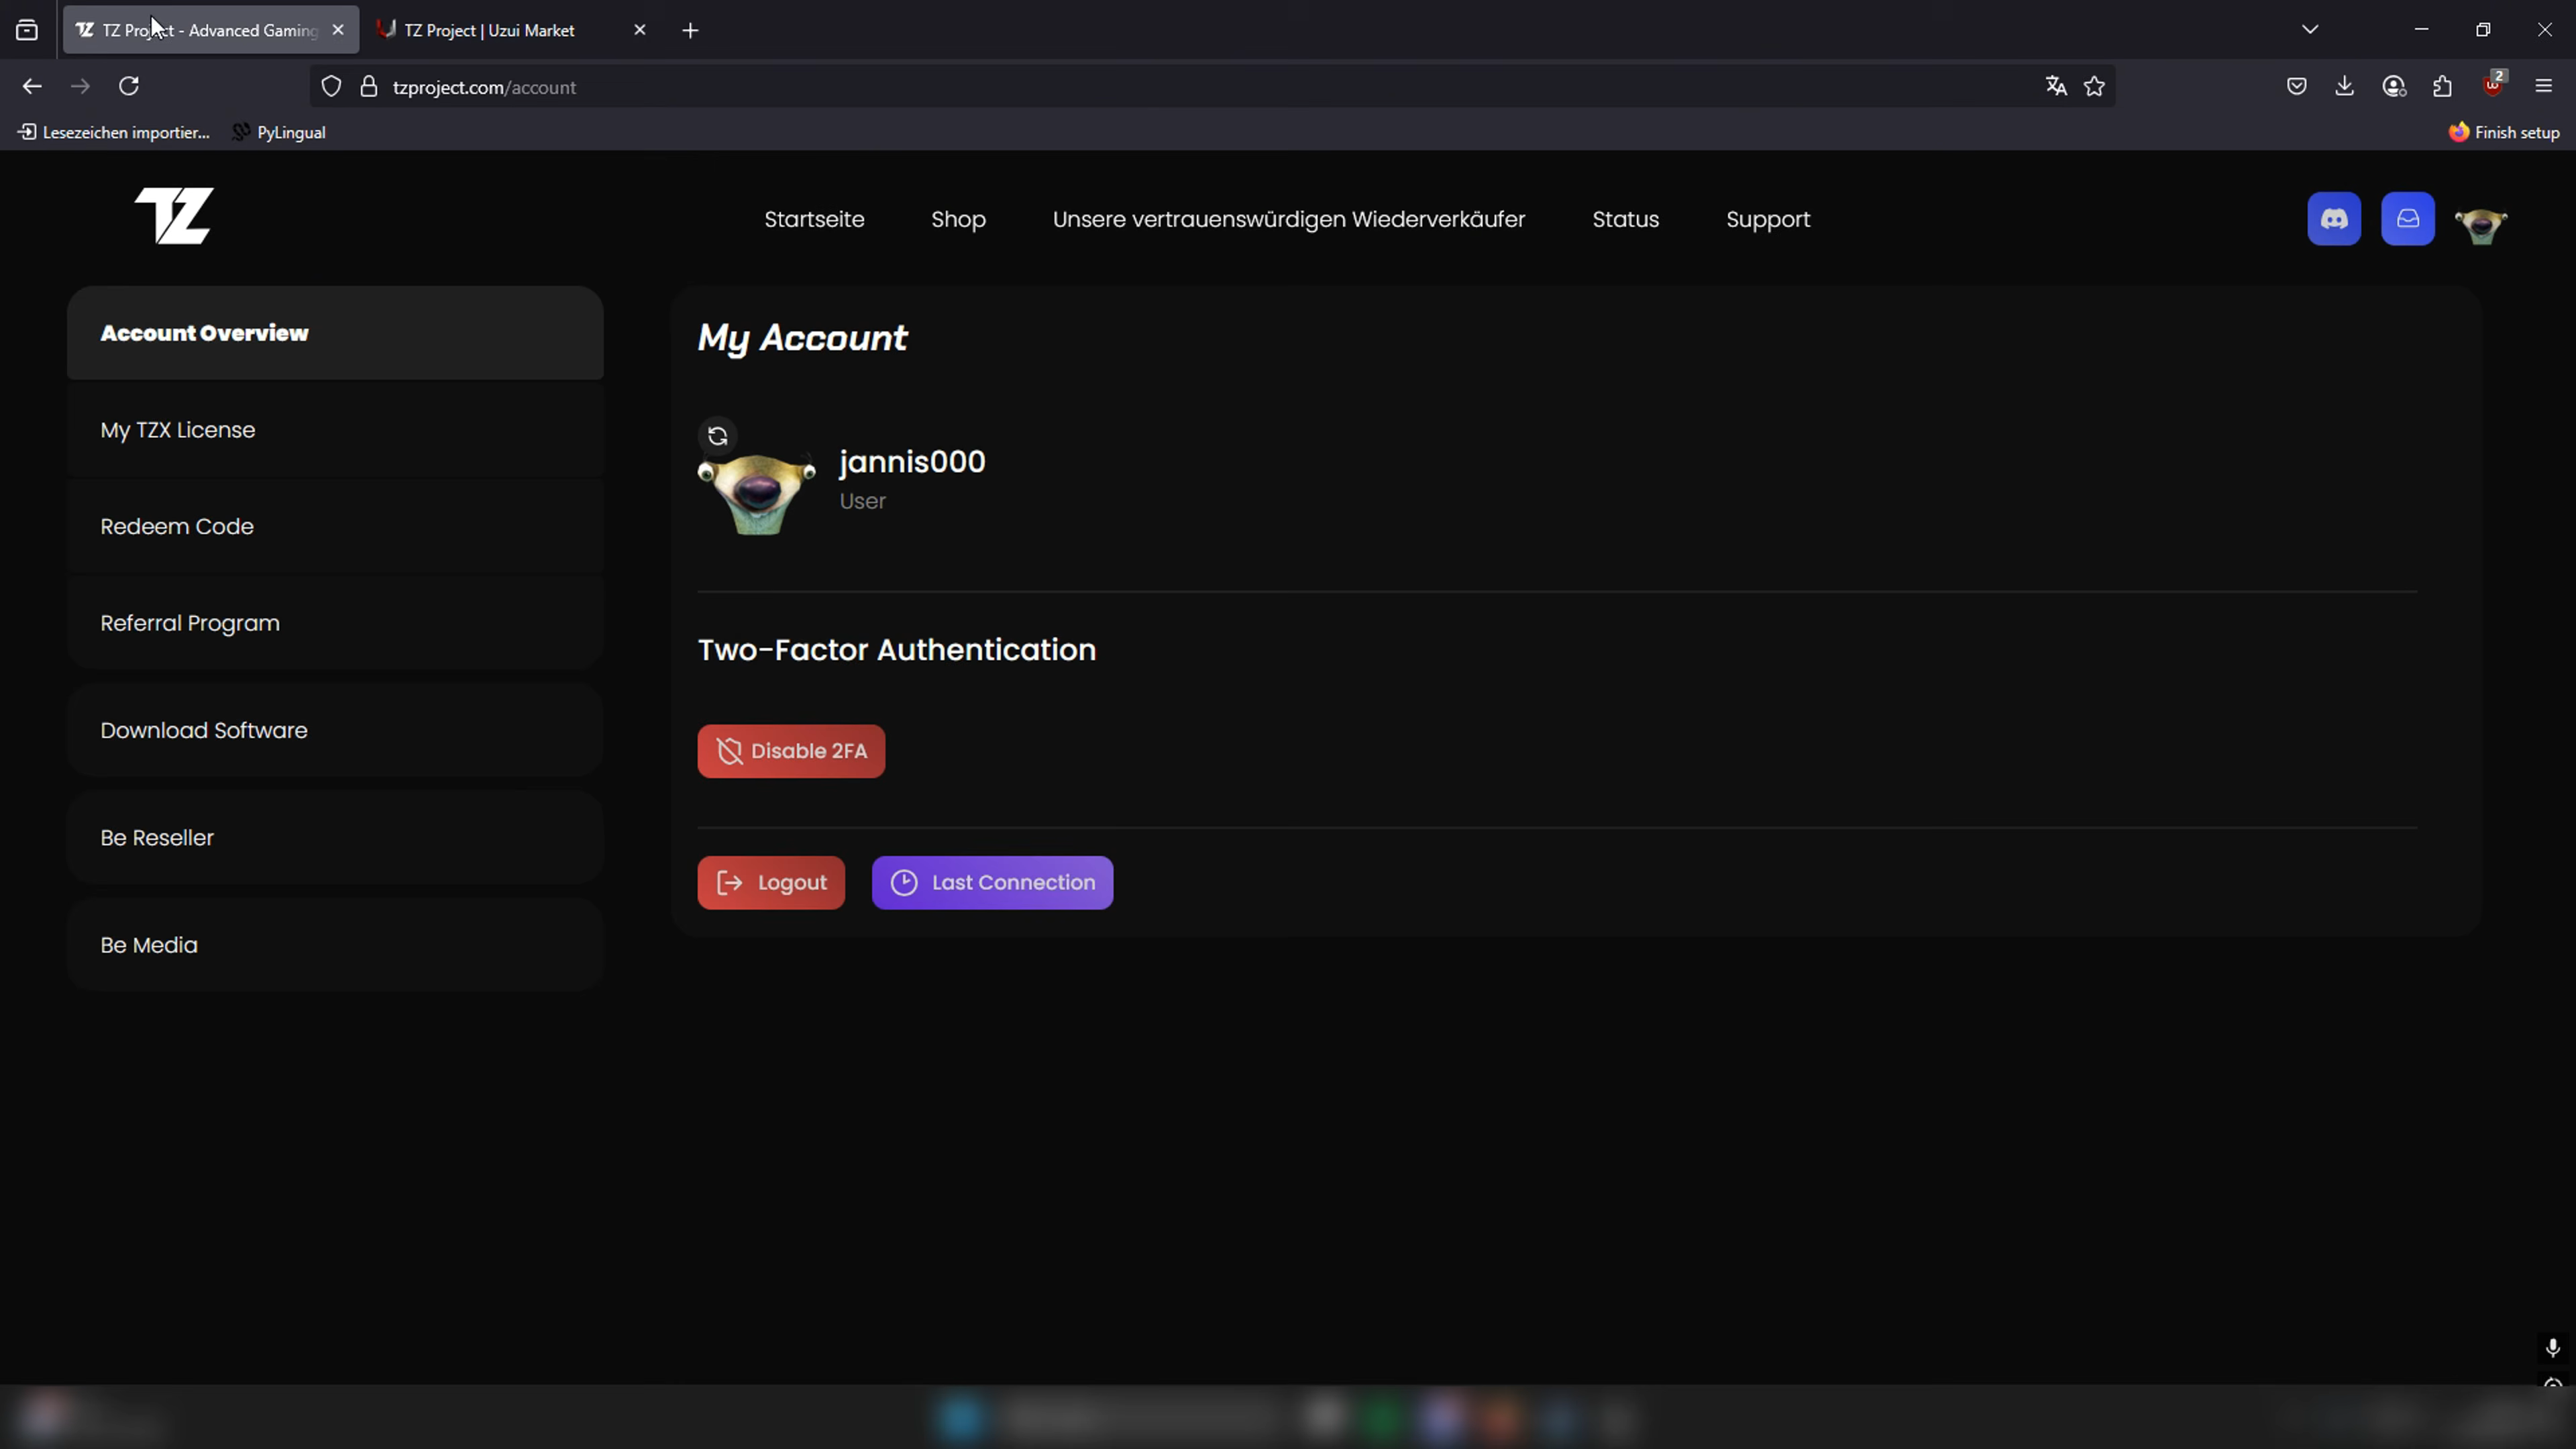 TZ Project - Advanced Gaming
TZ Project | Uzui Market
tzproject.com/account
2
Lesezeichen importier...
PyLingual
Finish setup
TZ
Startseite
Shop
Unsere vertrauenswürdigen Wiederverkäufer
Status
Support
Account Overview
My TZX License
Redeem Code
Referral Program
Download Software
Be Reseller
Be Media
My Account
jannis000
User
Two-Factor Authentication
Disable 2FA
Logout
Last Connection